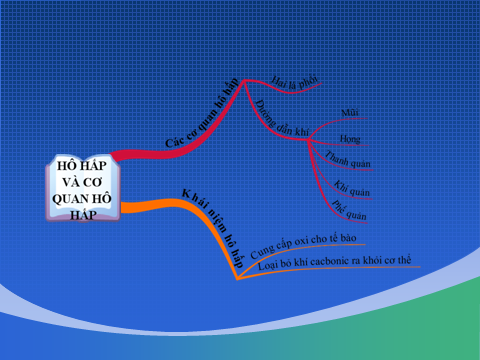 HÔ HẤP
VÀ CƠ
QUAN HÔ
HẤP
Các cơ quan hô hấp
Hai lá phổi
Đường dẫn khí
Mũi
Họng
Thanh quản
Khí quản
Phế quản
Khái niệm hô hấp
Cung cấp oxi cho tế bào
Loại bỏ khí cacbonic ra khỏi cơ thể